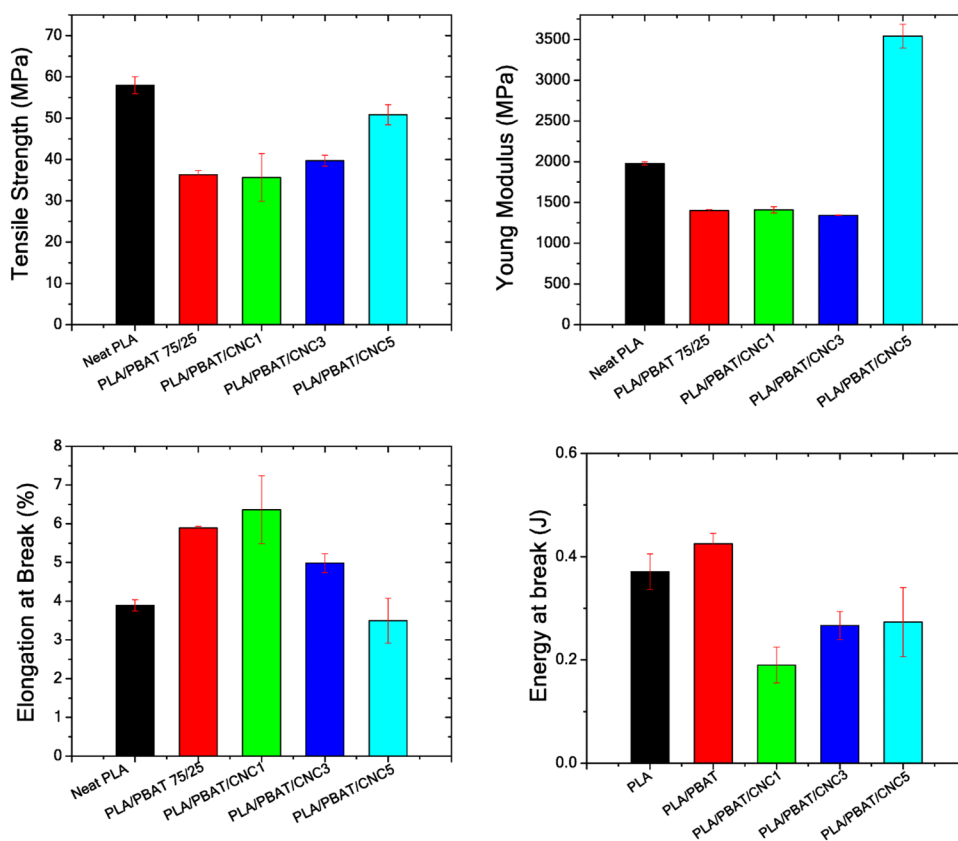 Tensile Strength (MPa)
70
60
50
40
30
20
10
0
Neat PLA
PLA/PBAT 75/25
PLA/PBAT/CNC1
PLA/PBAT/CNC3
PLA/PBAT/CNC5
Young Modulus (MPa)
3500
3000
2500
2000
1500
1000
500
0
Neat PLA
PLA/PBAT 75/25
PLA/PBAT/CNC1
PLA/PBAT/CNC3
PLA/PBAT/CNC5
Elongation at Break (%)
8
7
6
5
4
3
2
1
0
Neat PLA
PLA/PBAT 75/25
PLA/PBAT/CNC1
PLA/PBAT/CNC3
PLA/PBAT/CNC5
Energy at break (J)
0.6
0.4
0.2
0.0
PLA
PLA/PBAT
PLA/PBAT/CNC1
PLA/PBAT/CNC3
PLA/PBAT/CNC5